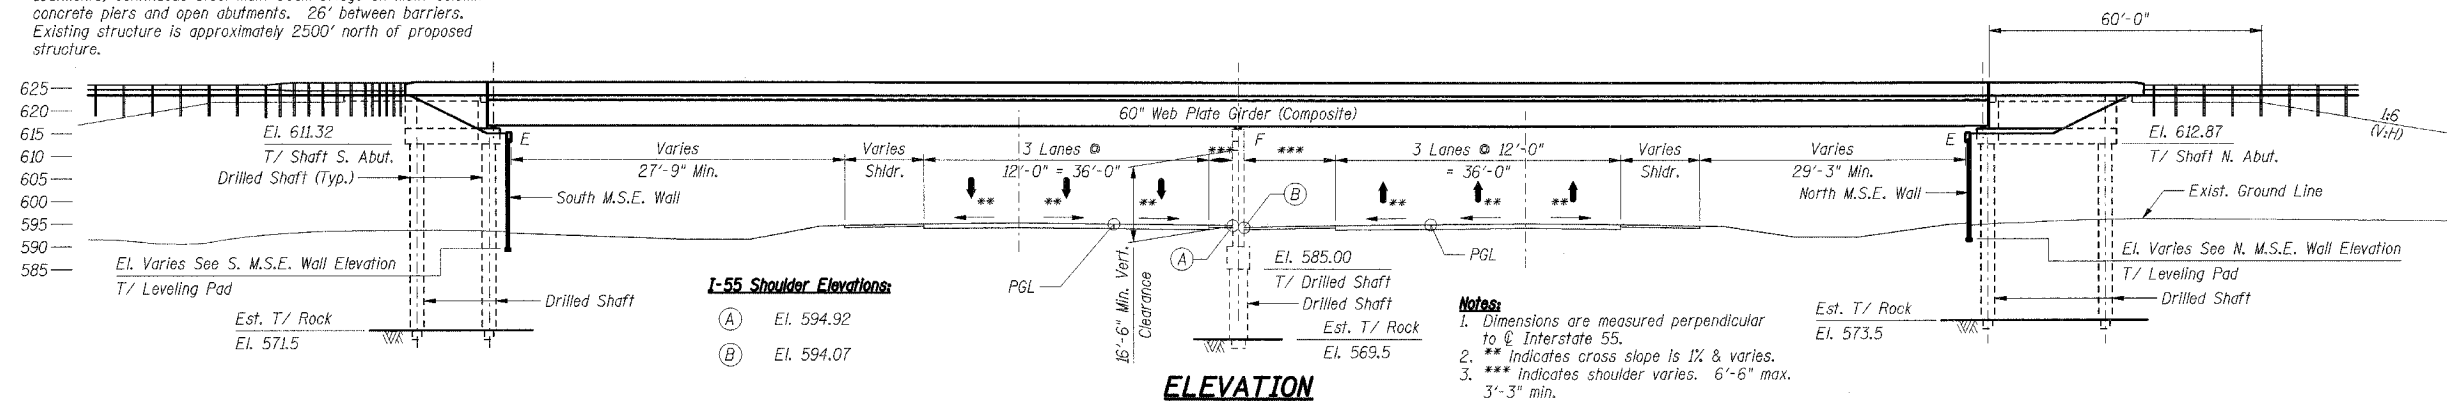 concrete piers and open abutments. 26' between barriers.
Existing structure is approximately 2500' north of proposed
structure.
60'-0"
625
620
615
610
605
600
595
590
585
60" Web Plate Girder (Composite)
1:6
(V:H)
El. 611.32
T/ Shaft S. Abut.
Drilled Shaft (Typ.)
E
South M.S.E. Wall
Varies
27'-9" Min.
Varies
Shldr.
3 Lanes @
12'-0" = 36'-0"
***
F
***
3 Lanes @ 12'-0"
= 36'-0"
Varies
Shldr.
Varies
29'-3" Min.
E
North M.S.E. Wall
El. 612.87
T/ Shaft N. Abut.
Exist. Ground Line
** ** **
** ** **
B
A
PGL
PGL
16'-6" Min. Vert.
Clearance
El. Varies See S. M.S.E. Wall Elevation
T/ Leveling Pad
Drilled Shaft
Est. T/ Rock
El. 571.5
I-55 Shoulder Elevations:
A El. 594.92
B El. 594.07
El. 585.00
T/ Drilled Shaft
Drilled Shaft
Est. T/ Rock
El. 569.5
El. Varies See N. M.S.E. Wall Elevation
T/ Leveling Pad
Drilled Shaft
Est. T/ Rock
El. 573.5
Notes:
1. Dimensions are measured perpendicular
to ℄ Interstate 55.
2. ** Indicates cross slope is 1% & varies.
3. *** Indicates shoulder varies. 6'-6" max.
3'-3" min.
ELEVATION